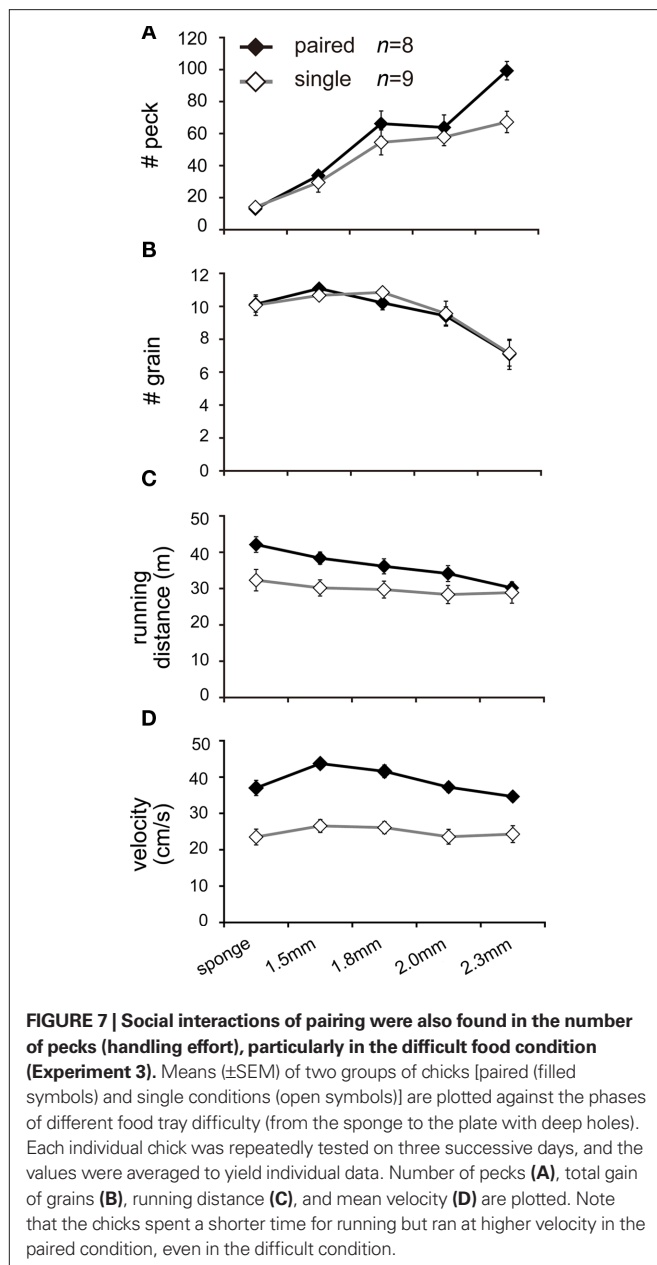 A
120
100
80
60
40
20
0
# peck
paired n=8
single n=9
B
12
10
8
6
4
2
0
# grain
C
50
40
30
20
10
0
running
distance (m)
D
50
40
30
20
10
0
velocity
(cm/s)
sponge 1.5mm 1.8mm 2.0mm 2.3mm
FIGURE 7 | Social interactions of pairing were also found in the number
of pecks (handling effort), particularly in the difficult food condition
(Experiment 3). Means (±SEM) of two groups of chicks [paired (filled
symbols) and single conditions (open symbols)] are plotted against the phases
of different food tray difficulty (from the sponge to the plate with deep holes).
Each individual chick was repeatedly tested on three successive days, and the
values were averaged to yield individual data. Number of pecks (A), total gain
of grains (B), running distance (C), and mean velocity (D) are plotted. Note
that the chicks spent a shorter time for running but ran at higher velocity in the
paired condition, even in the difficult condition.